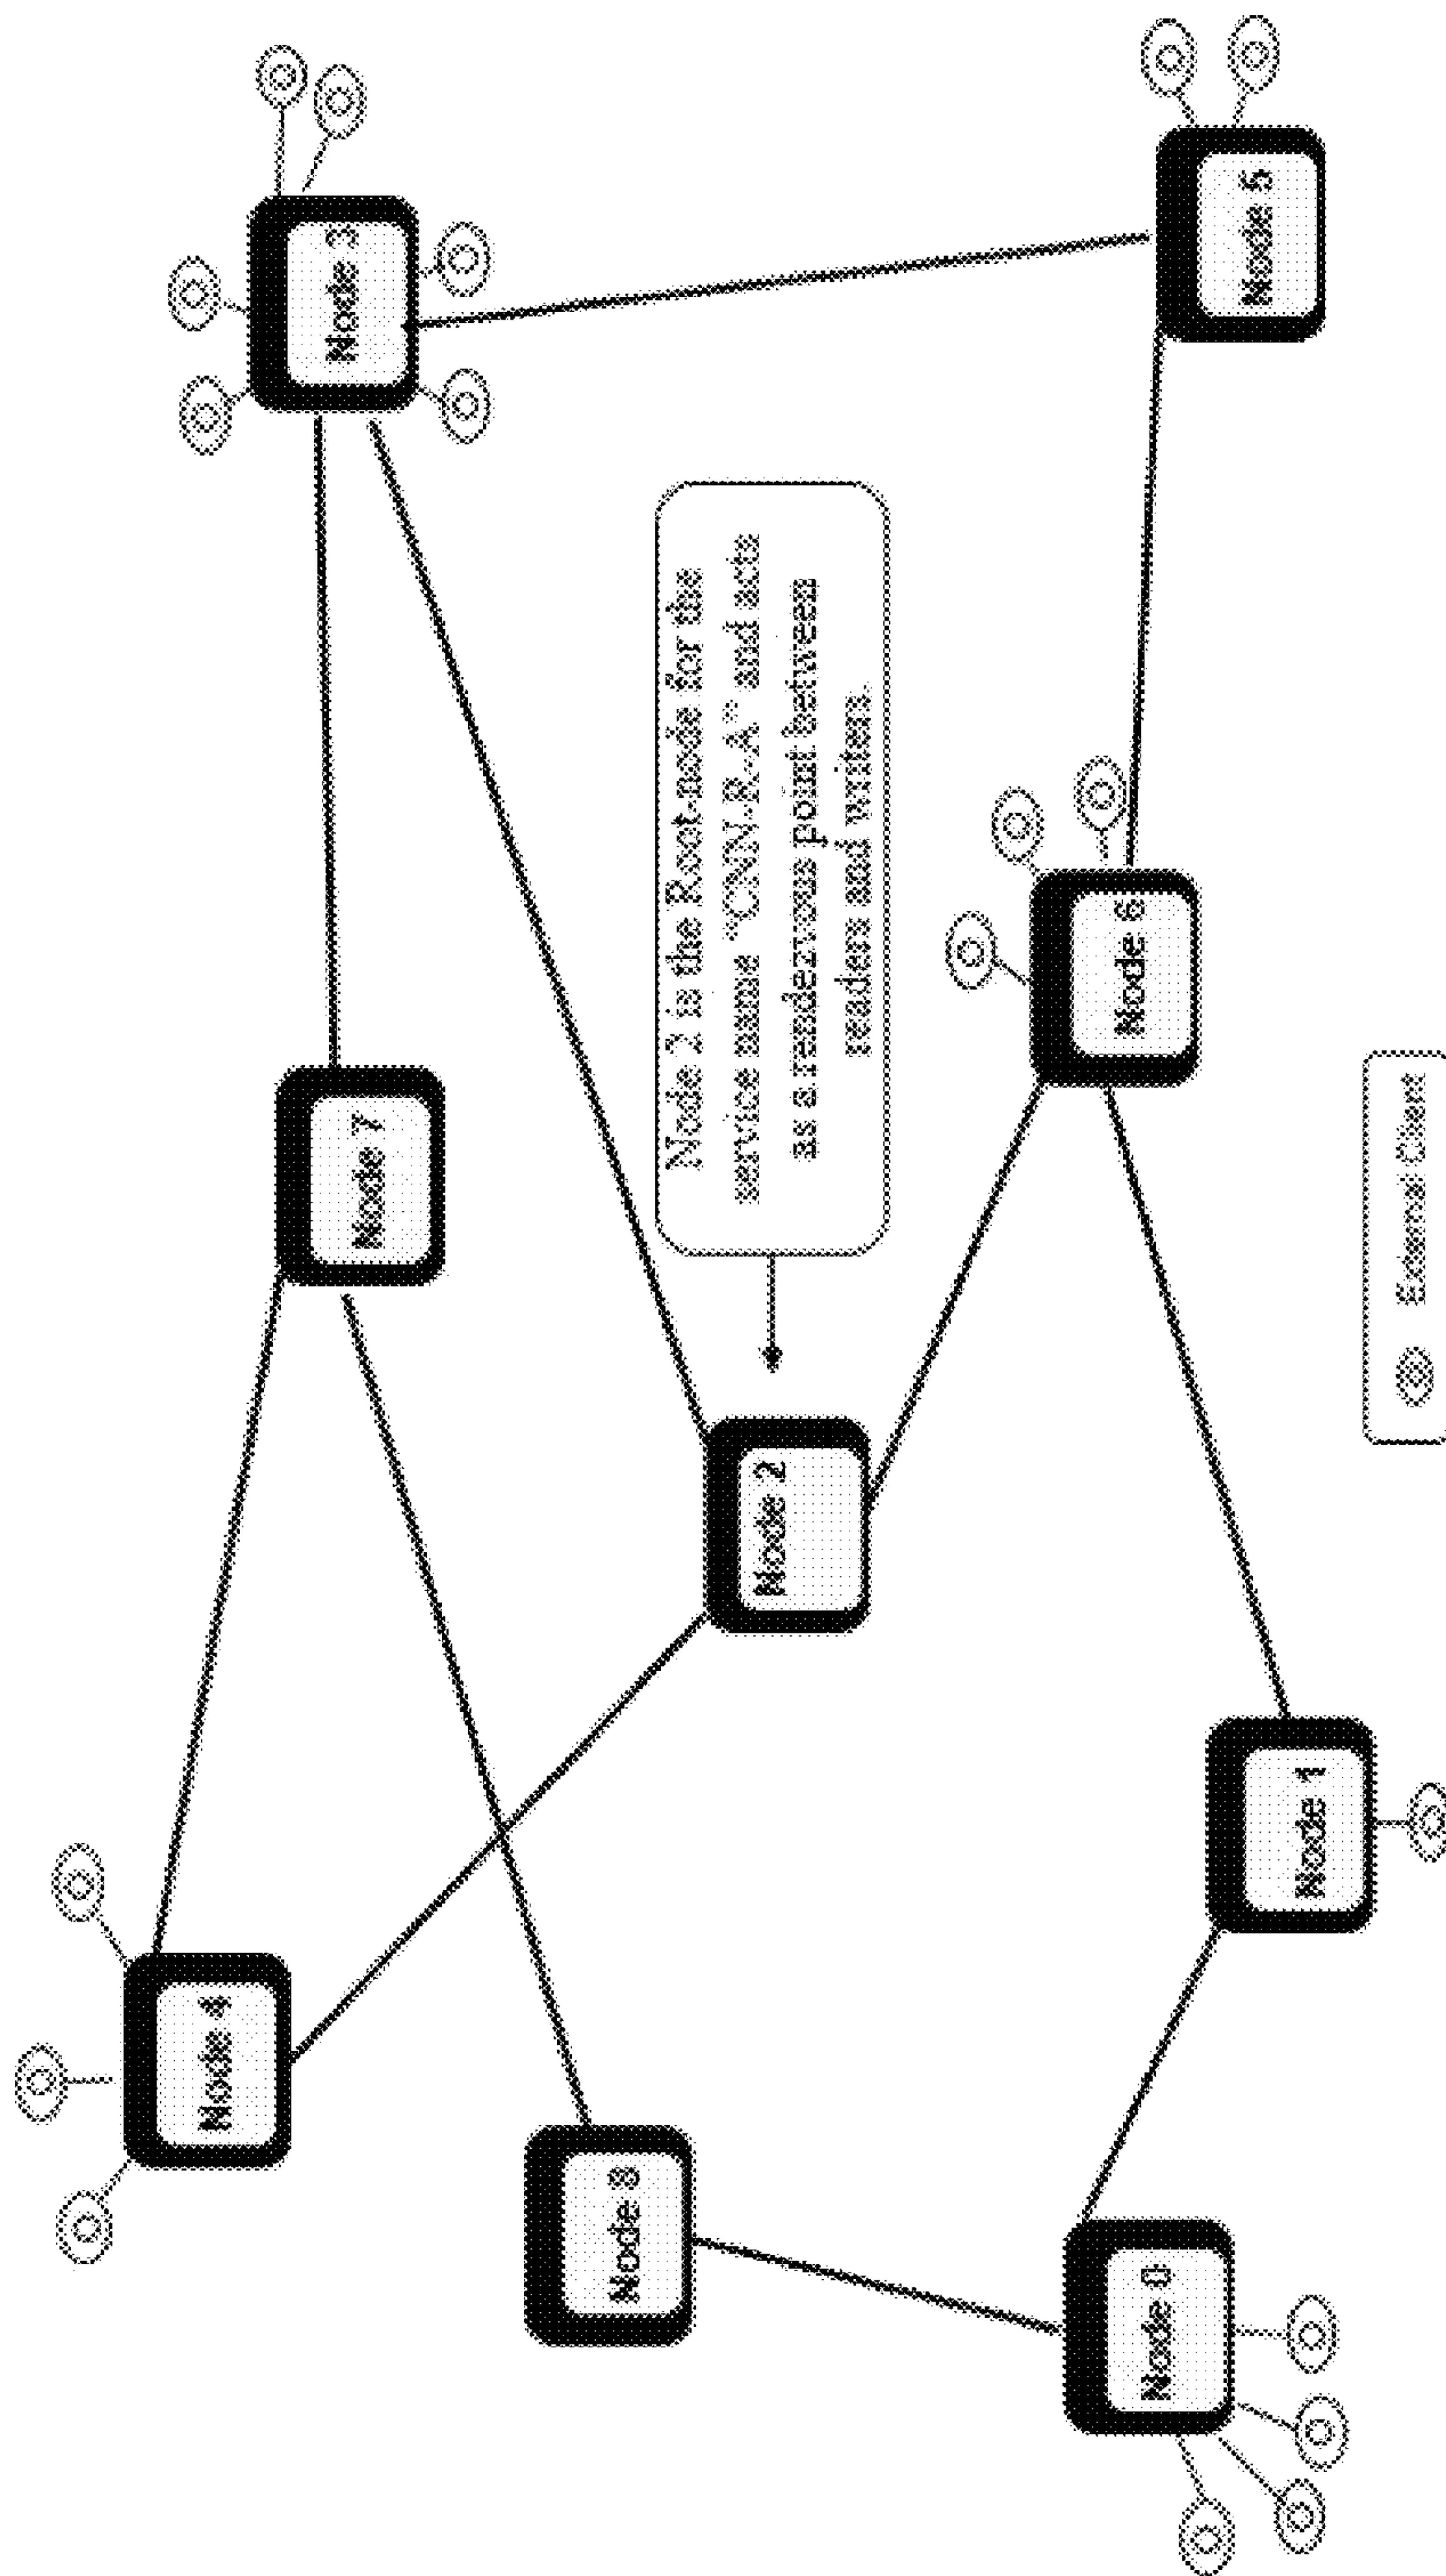 Node 4
Node 3
Node 7
Node 8
Node 2
Node 2 is the Root-node for the
service name "CNN-R-A" and acts
as a rendezvous point between
readers and writers.
Node 6
Node 0
Node 5
Node 1
External Client